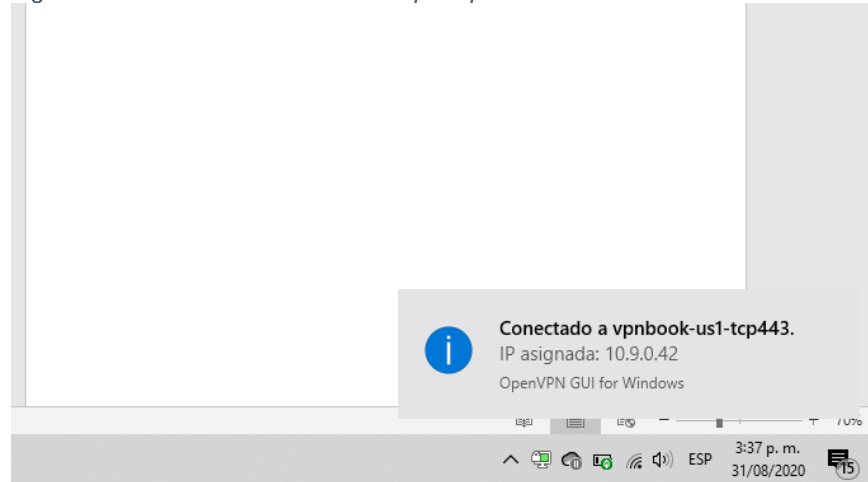 Conectado a vpnbook-us1-tcp443.
IP asignada: 10.9.0.42
OpenVPN GUI for Windows
70%
ESP
3:37 p. m.
31/08/2020
15